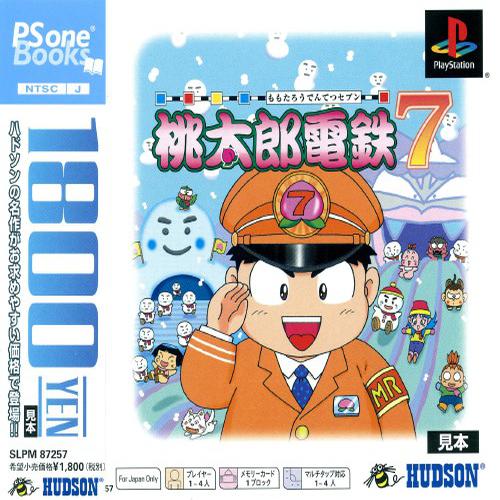 PS one
Books
NTSC J
1800 YEN
ハドソンの名作がお求めやすい価格で登場!!
見本
SLPM 87257
希望小売価格¥1,800(税別)
HUDSON
PlayStation
ももたろうでんてつセブン
桃太郎電鉄7
7
MR
見本
57
For Japan Only
プレイヤー
1~4人
メモリーカード
1ブロック
マルチタップ対応
1~4人
HUDSON